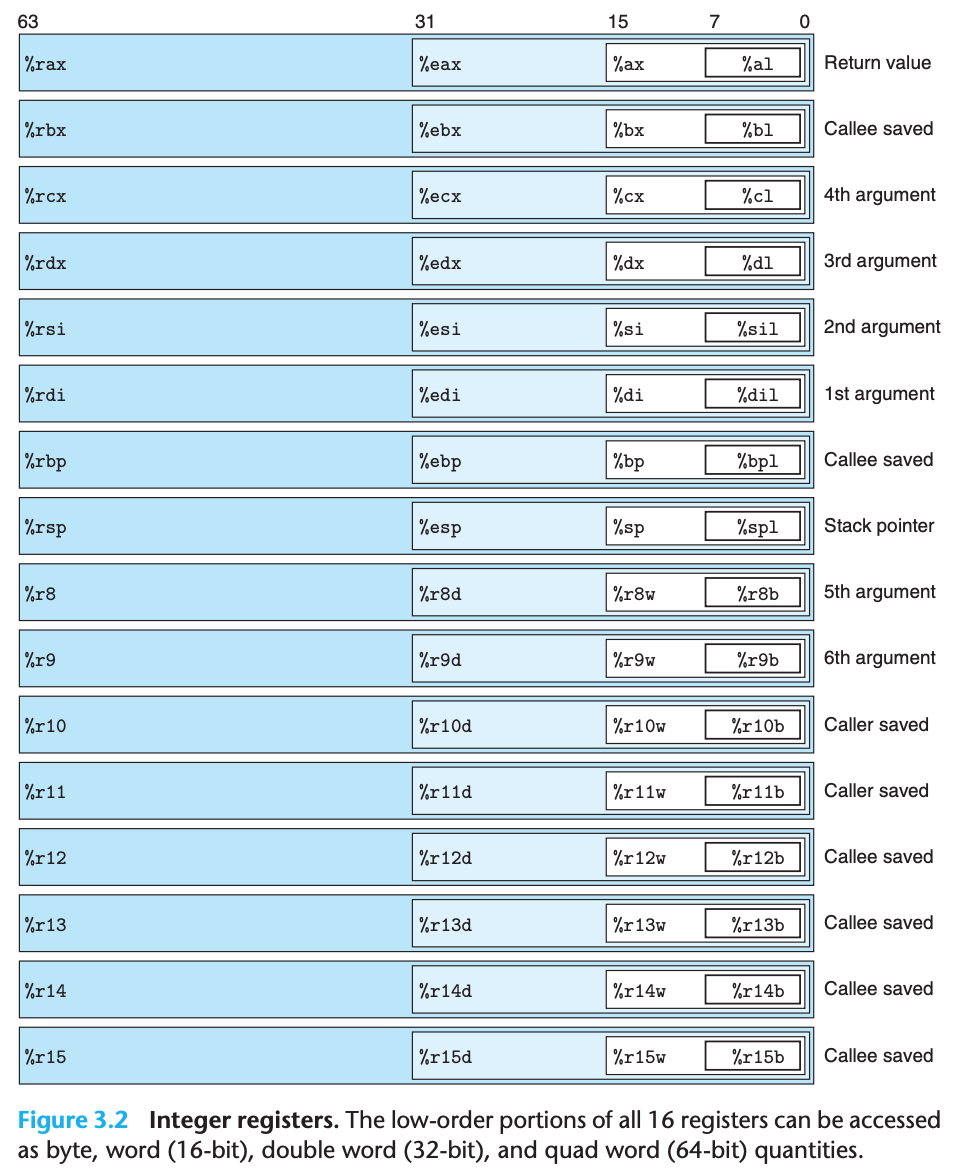 63 31 15 7 0
%rax %eax %ax %al Return value
%rbx %ebx %bx %bl Callee saved
%rcx %ecx %cx %cl 4th argument
%rdx %edx %dx %dl 3rd argument
%rsi %esi %si %sil 2nd argument
%rdi %edi %di %dil 1st argument
%rbp %ebp %bp %bpl Callee saved
%rsp %esp %sp %spl Stack pointer
%r8 %r8d %r8w %r8b 5th argument
%r9 %r9d %r9w %r9b 6th argument
%r10 %r10d %r10w %r10b Caller saved
%r11 %r11d %r11w %r11b Caller saved
%r12 %r12d %r12w %r12b Callee saved
%r13 %r13d %r13w %r13b Callee saved
%r14 %r14d %r14w %r14b Callee saved
%r15 %r15d %r15w %r15b Callee saved
Figure 3.2 Integer registers. The low-order portions of all 16 registers can be accessed
as byte, word (16-bit), double word (32-bit), and quad word (64-bit) quantities.